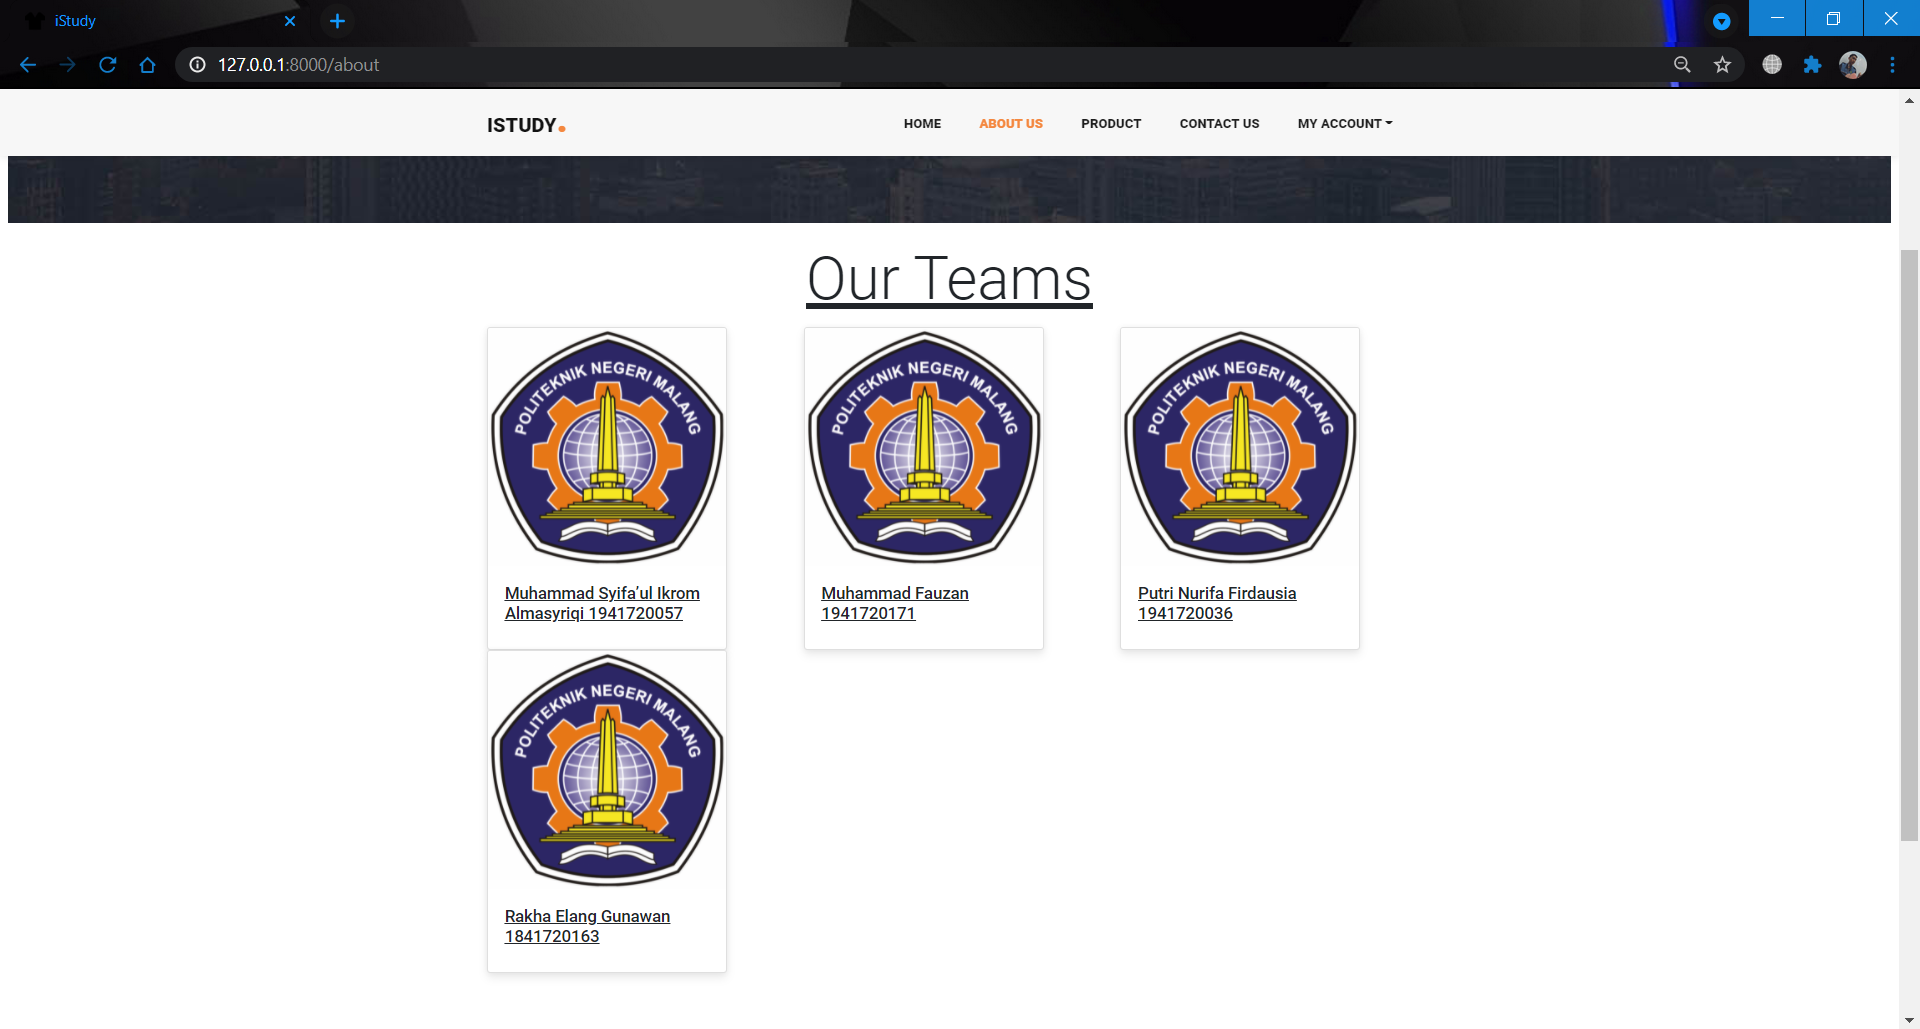 iStudy
127.0.0.1:8000/about
ISTUDY.
HOME ABOUT US PRODUCT CONTACT US MY ACCOUNT
Our Teams
POLITEKNIK NEGERI MALANG
POLITEKNIK NEGERI MALANG
POLITEKNIK NEGERI MALANG
Muhammad Syifa’ul Ikrom
Almasyriqi 1941720057
Muhammad Fauzan
1941720171
Putri Nurifa Firdausia
1941720036
POLITEKNIK NEGERI MALANG
Rakha Elang Gunawan
1841720163